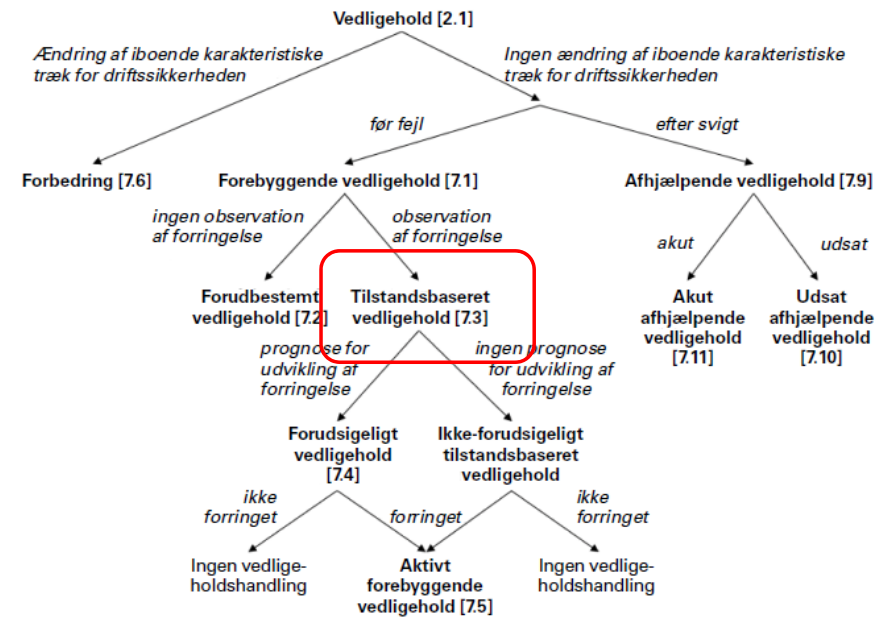 Vedligehold [2.1]
Ændring af iboende karakteristiske
træk for driftssikkerheden
Ingen ændring af iboende karakteristiske
træk for driftssikkerheden
før fejl
efter svigt
Forbedring [7.6]
Forebyggende vedligehold [7.1]
Afhjælpende vedligehold [7.9]
ingen observation
af forringelse
observation
af forringelse
akut
udsat
Forudbestemt
vedligehold [7.2]
Tilstandsbaseret
vedligehold [7.3]
Akut
afhjælpende
vedligehold
[7.11]
Udsat
afhjælpende
vedligehold
[7.10]
prognose for
udvikling af
forringelse
ingen prognose
for udvikling af
forringelse
Forudsigeligt
vedligehold
[7.4]
Ikke-forudsigeligt
tilstandsbaseret
vedligehold
ikke
forringet
forringet
ikke
forringet
Ingen vedlige-
holdshandling
Aktivt
forebyggende
vedligehold [7.5]
Ingen vedlige-
holdshandling